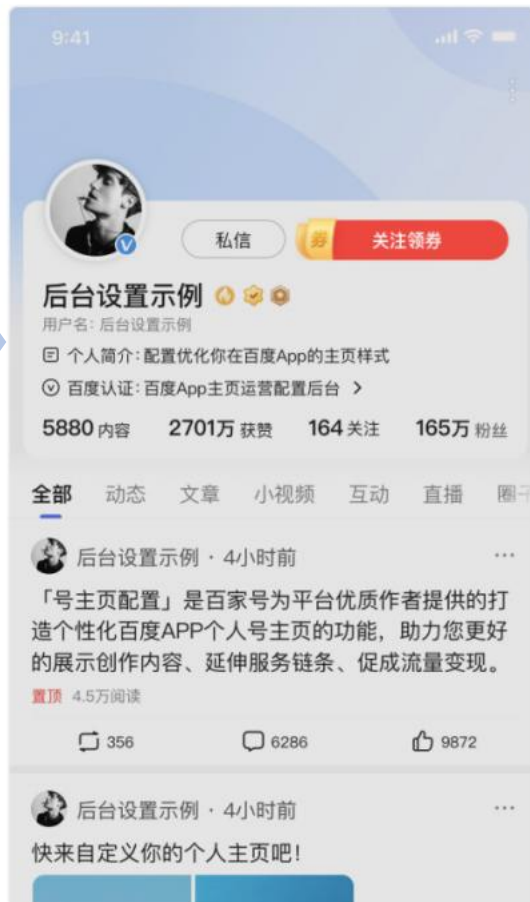 9:41
私信
券 关注领券
后台设置示例
用户名：后台设置示例
个人简介：配置优化你在百度App的主页样式
百度认证：百度App主页运营配置后台 >
5880 内容 2701万 获赞 164 关注 165万 粉丝
全部 动态 文章 小视频 互动 直播 圈子
后台设置示例 · 4小时前
「号主页配置」是百家号为平台优质作者提供的打
造个性化百度APP个人号主页的功能，助力您更好
的展示创作内容、延伸服务链条、促成流量变现。
置顶 4.5万阅读
356 6286 9872
后台设置示例 · 4小时前
快来自定义你的个人主页吧！